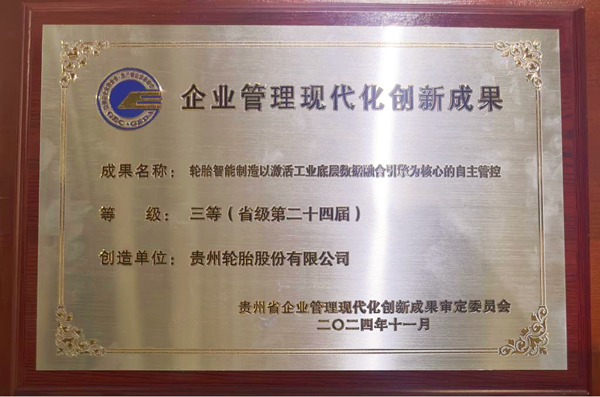 GEC·GEDA
企业管理现代化创新成果
成果名称： 轮胎智能制造以激活工业底层数据融合引擎为核心的自主管控
等 级： 三等（省级第二十四届）
创造单位： 贵州轮胎股份有限公司
贵州省企业管理现代化创新成果审定委员会
二〇二四年十一月